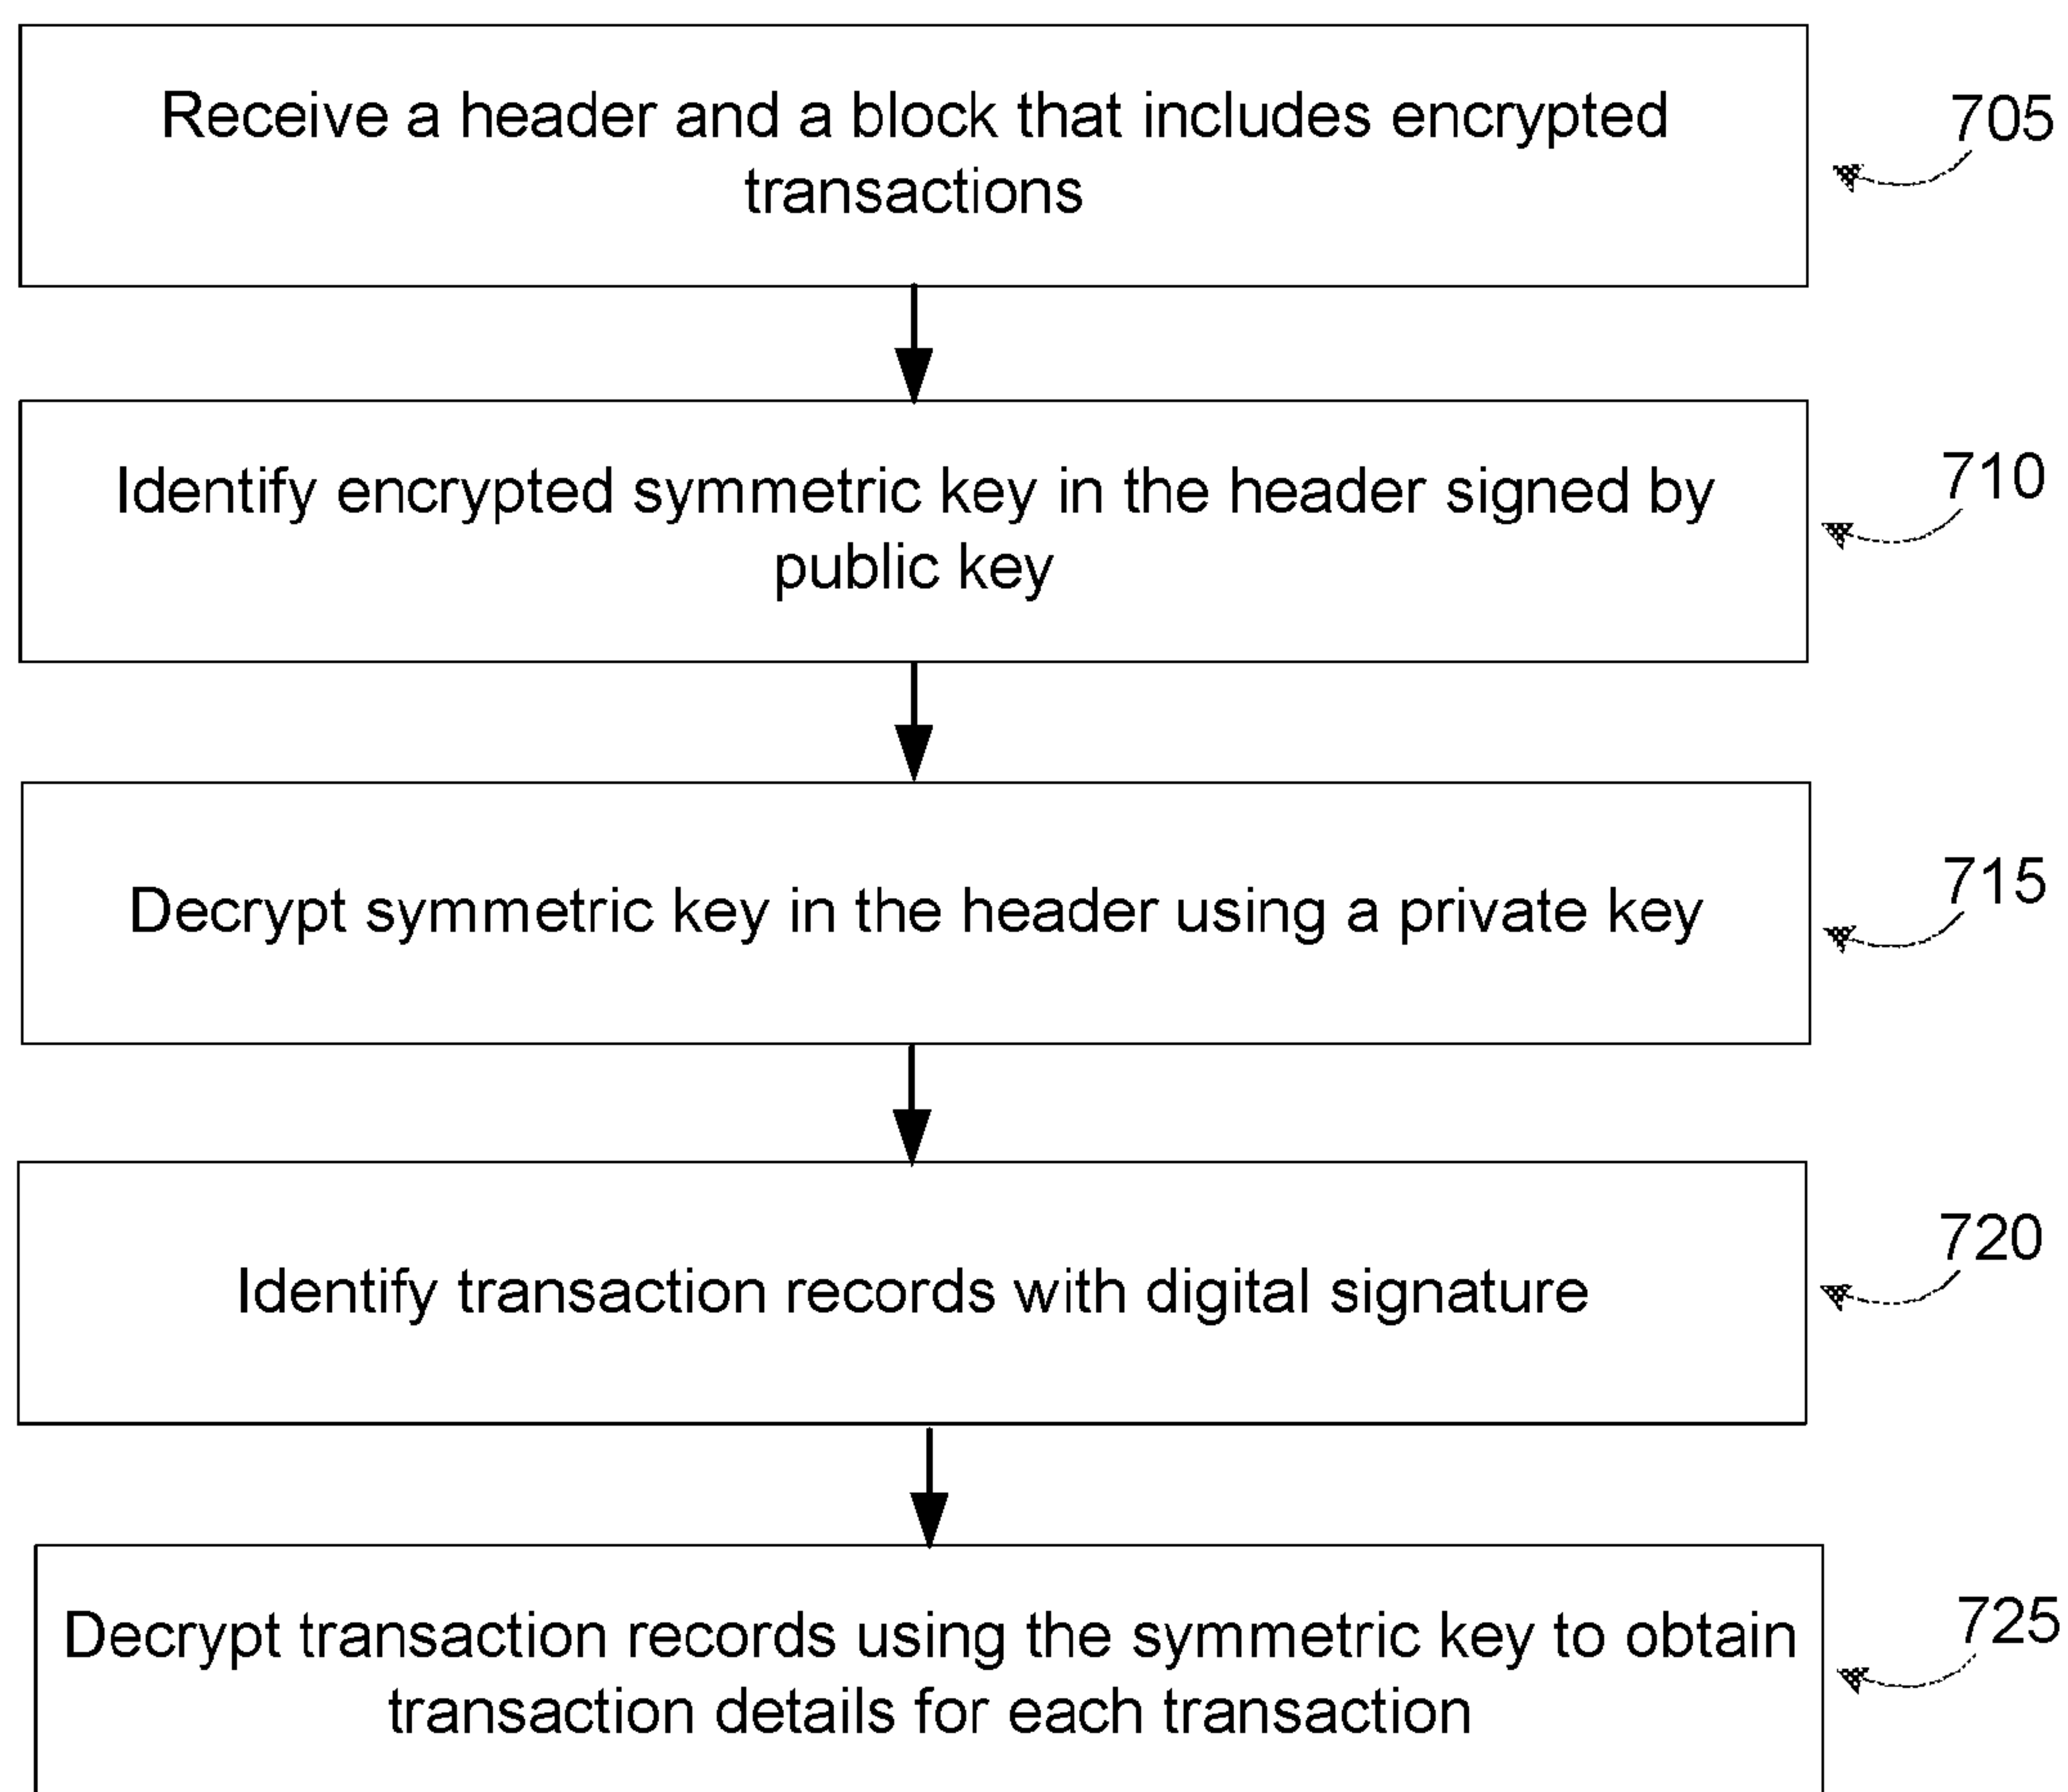 Receive a header and a block that includes encrypted
transactions
705
Identify encrypted symmetric key in the header signed by
public key
710
Decrypt symmetric key in the header using a private key
715
Identify transaction records with digital signature
720
Decrypt transaction records using the symmetric key to obtain
transaction details for each transaction
725